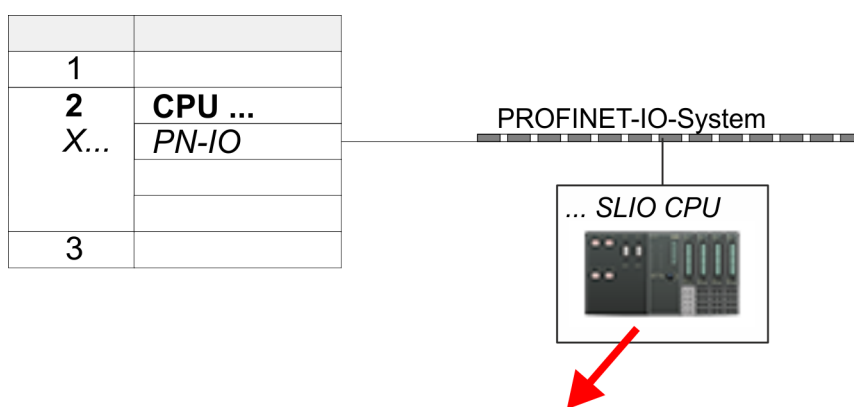 1
2 CPU ...
X... PN-IO
3
PROFINET-IO-System
... SLIO CPU